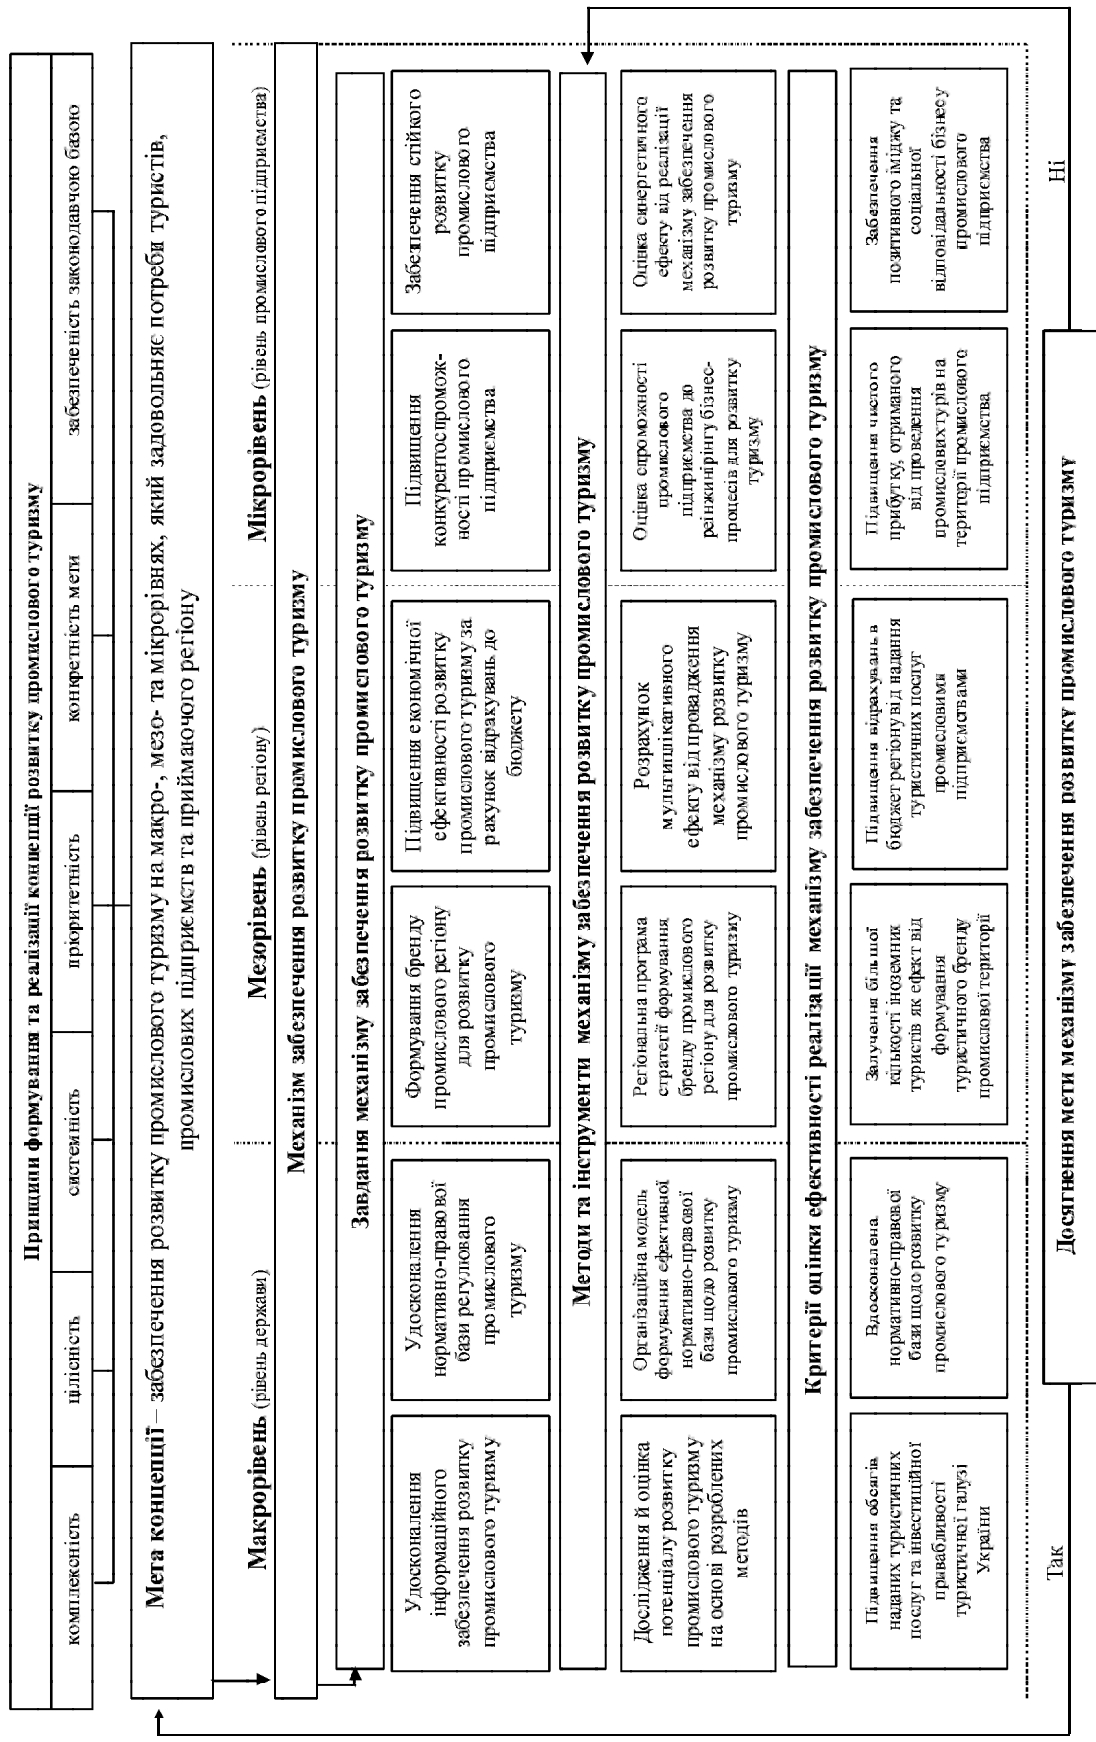 Принципи формування та реалізації концепції розвитку промислового туризму
комплексність
цілісність
системність
пріоритетність
конкретність мети
забезпеченість законодавчою базою
Мета концепції – забезпечення розвитку промислового туризму на макро-, мезо- та мікрорівнях, який задовольняє потреби туристів,
промислових підприємств та приймаючого регіону
Макрорівень (рівень держави)
Мезорівень (рівень регіону)
Мікрорівень (рівень промислового підприємства)
Механізм забезпечення розвитку промислового туризму
Завдання механізму забезпечення розвитку промислового туризму
Удосконалення
інформаційного
забезпечення розвитку
промислового туризму
Удосконалення
нормативно-правової
бази регулювання
промислового
туризму
Формування бренду
промислового регіону
для розвитку
промислового
туризму
Підвищення економічної
ефективності розвитку
промислового туризму за
рахунок відрахувань до
бюджету
Підвищення
конкурентоспромож-
ності промислового
підприємства
Забезпечення стійкого
розвитку
промислового
підприємства
Методи та інструменти механізму забезпечення розвитку промислового туризму
Дослідження й оцінка
потенціалу розвитку
промислового туризму
на основі розроблених
методів
Організаційна модель
формування ефективної
нормативно-правової
бази щодо розвитку
промислового туризму
Регіональна програма
стратегії формування
бренду промислового
регіону для розвитку
промислового туризму
Розрахунок
мультиплікативного
ефекту від провадження
механізму розвитку
промислового туризму
Оцінка спроможності
промислового
підприємства до
реінжинірінгу бізнес-
процесів для розвитку
туризму
Оцінка синергетичного
ефекту від реалізації
механізму забезпечення
розвитку промислового
туризму
Критерії оцінки ефективності реалізації механізму забезпечення розвитку промислового туризму
Підвищення обсягів
наданих туристичних
послуг та інвестиційної
привабливості
туристичної галузі
України
Вдосконалена
нормативно-правової
бази щодо розвитку
промислового туризму
Залучення більшої
кількості іноземних
туристів як ефект від
формування
туристичного бренду
промислової території
Підвищення відрахувань в
бюджет регіону від надання
туристичних послуг
промисловими
підприємствами
Підвищення чистого
прибутку, отриманого
від проведення
промислових турів на
території промислового
підприємства
Забезпечення
позитивного іміджу та
соціальної
відповідальності бізнесу
промислового
підприємства
Так
Досягнення мети механізму забезпечення розвитку промислового туризму
Ні